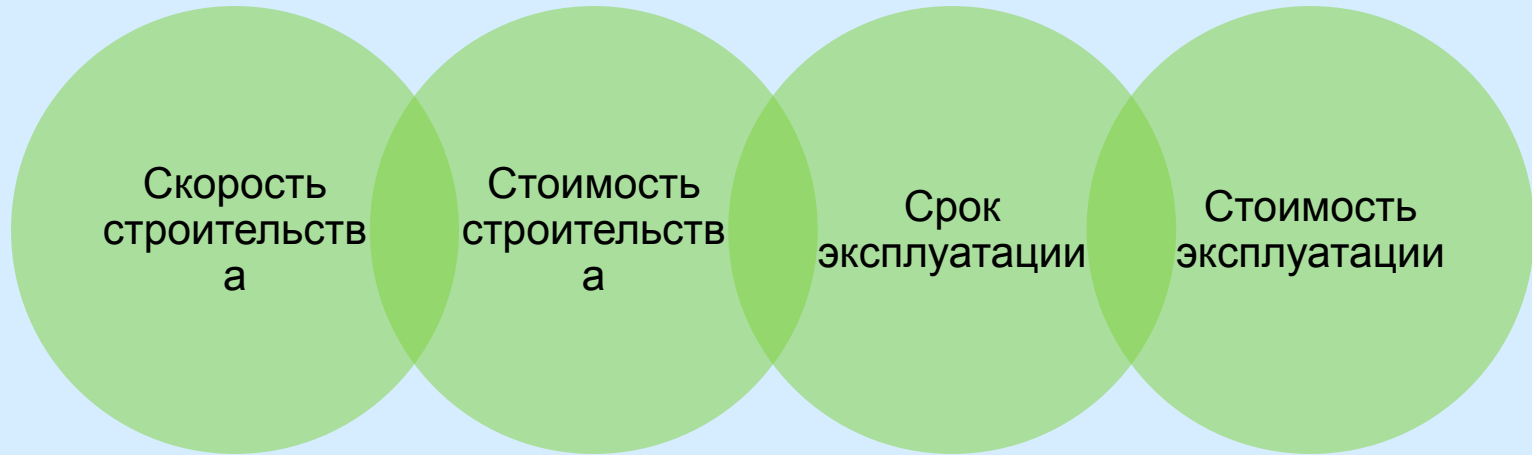 Скорость
строительств
а
Стоимость
строительств
а
Срок
эксплуатации
Стоимость
эксплуатации